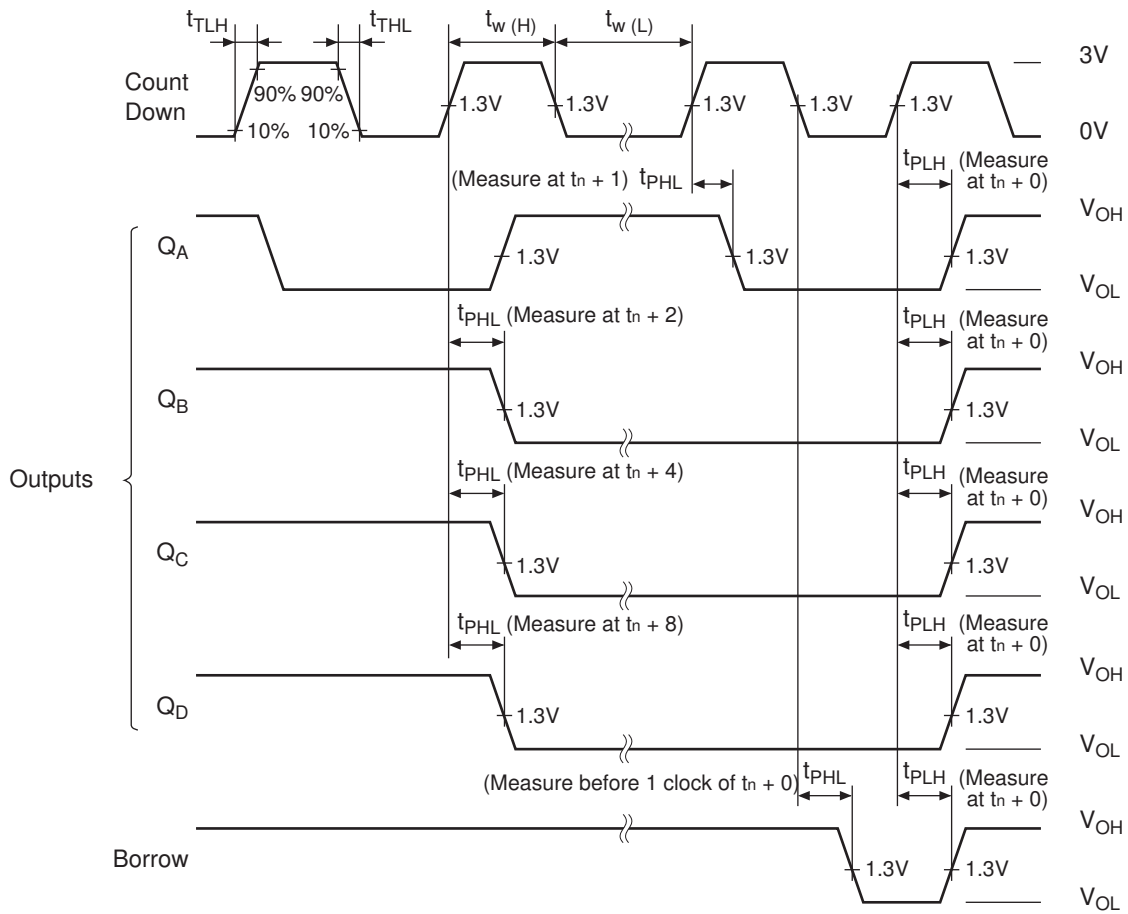 tTLH tTHL tw (H) tw (L)
Count Down
90% 90%
10% 10%
1.3V 1.3V 1.3V 1.3V 1.3V
3V
0V
(Measure at tn + 1) tPHL
tPLH (Measure at tn + 0)
QA
1.3V 1.3V 1.3V
VOH
VOL
tPHL (Measure at tn + 2)
tPLH (Measure at tn + 0)
QB
1.3V 1.3V
VOH
VOL
Outputs
tPHL (Measure at tn + 4)
tPLH (Measure at tn + 0)
QC
1.3V 1.3V
VOH
VOL
tPHL (Measure at tn + 8)
tPLH (Measure at tn + 0)
QD
1.3V 1.3V
VOH
VOL
(Measure before 1 clock of tn + 0) tPHL
tPLH (Measure at tn + 0)
Borrow
1.3V 1.3V
VOH
VOL